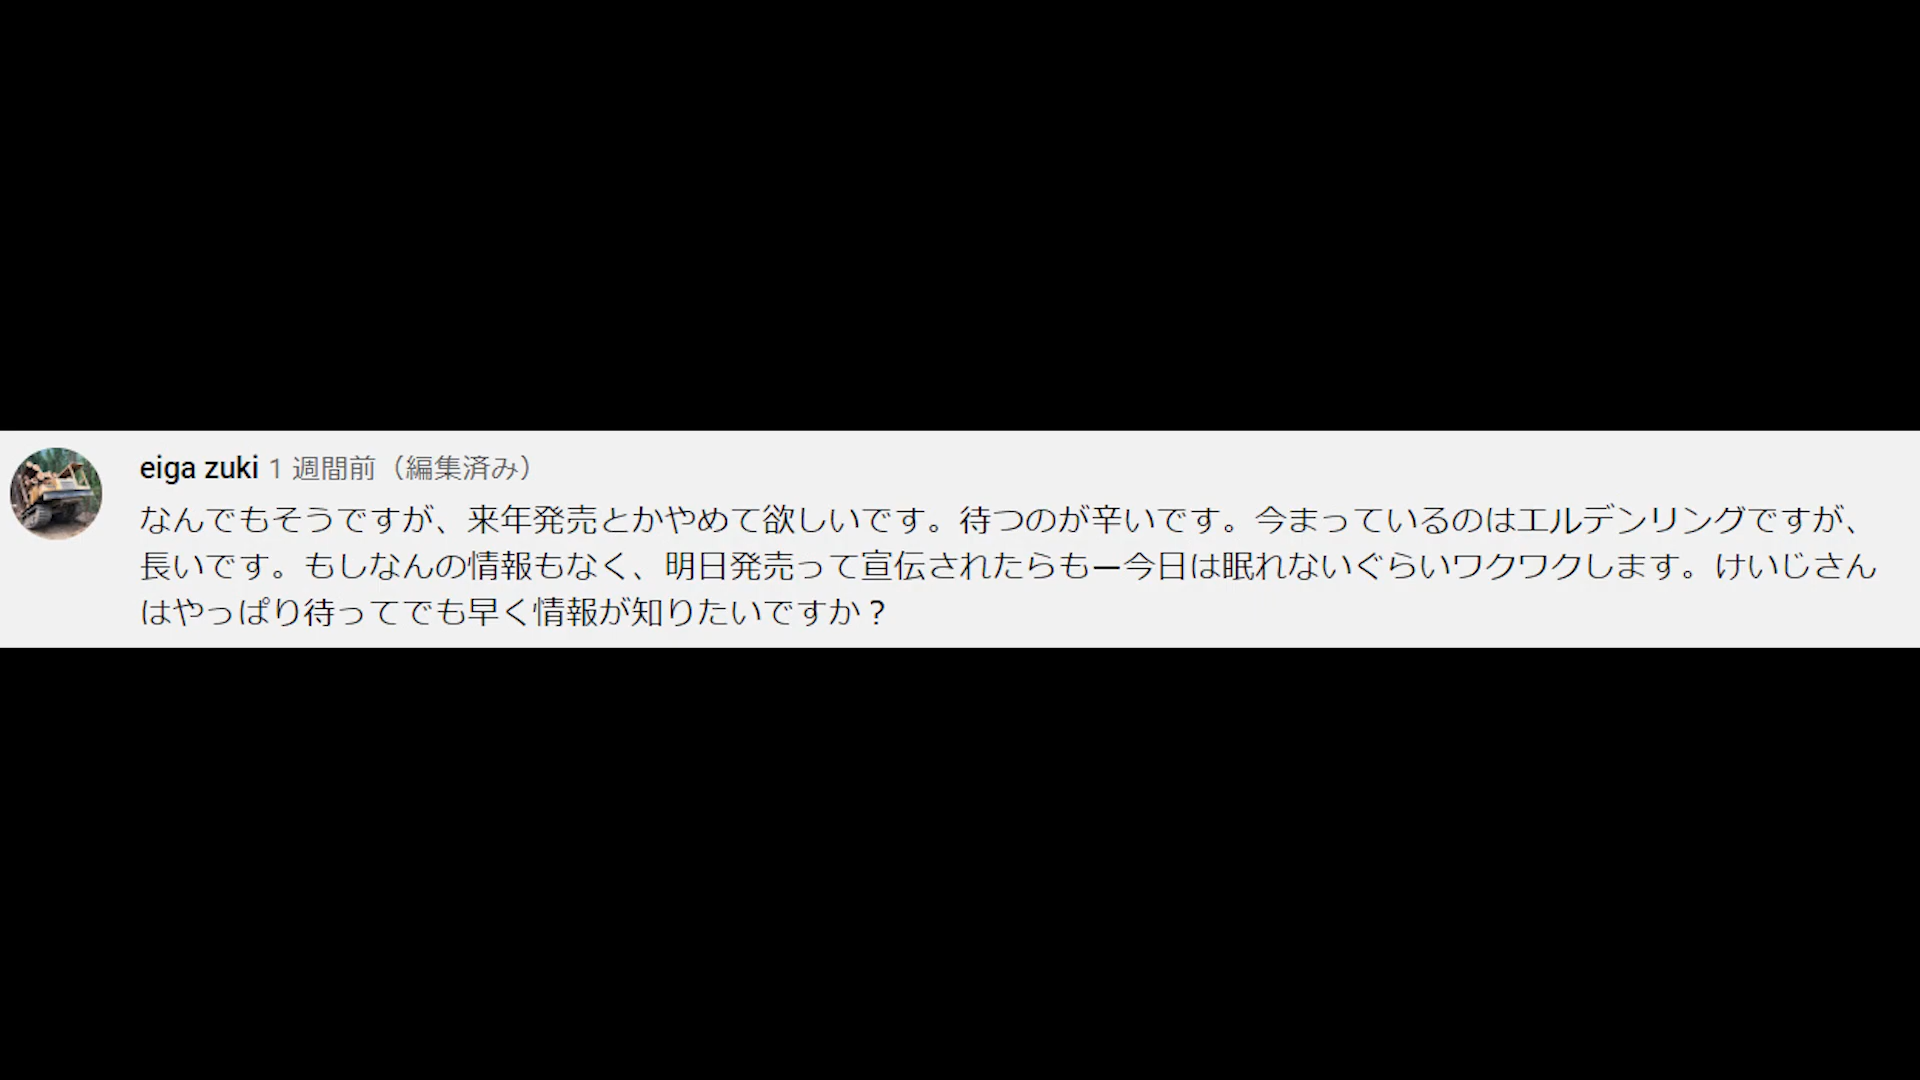 eiga zuki 1 週間前（編集済み）
なんでもそうですが、来年発売とかやめて欲しいです。待つのが辛いです。今まっているのはエルデンリングですが、
長いです。もしなんの情報もなく、明日発売って宣伝されたらもー今日は眠れないぐらいワクワクします。けいじさん
はやっぱり待ってでも早く情報が知りたいですか？